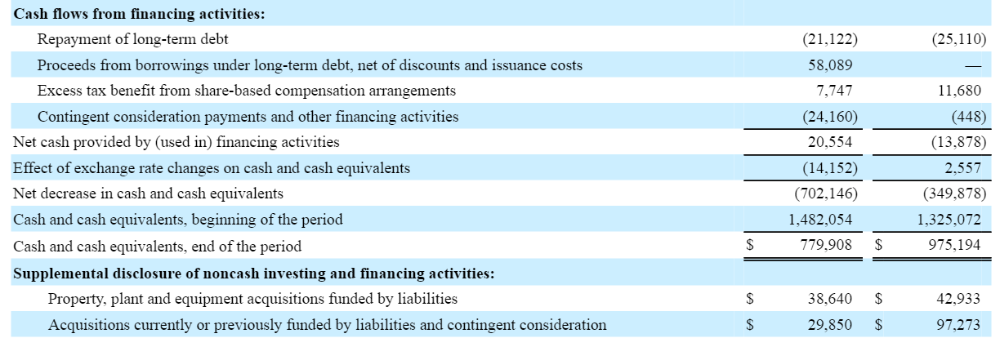 Cash flows from financing activities:
Repayment of long-term debt (21,122) (25,110)
Proceeds from borrowings under long-term debt, net of discounts and issuance costs 58,089 —
Excess tax benefit from share-based compensation arrangements 7,747 11,680
Contingent consideration payments and other financing activities (24,160) (448)
Net cash provided by (used in) financing activities 20,554 (13,878)
Effect of exchange rate changes on cash and cash equivalents (14,152) 2,557
Net decrease in cash and cash equivalents (702,146) (349,878)
Cash and cash equivalents, beginning of the period 1,482,054 1,325,072
Cash and cash equivalents, end of the period $ 779,908 $ 975,194
Supplemental disclosure of noncash investing and financing activities:
Property, plant and equipment acquisitions funded by liabilities $ 38,640 $ 42,933
Acquisitions currently or previously funded by liabilities and contingent consideration $ 29,850 $ 97,273